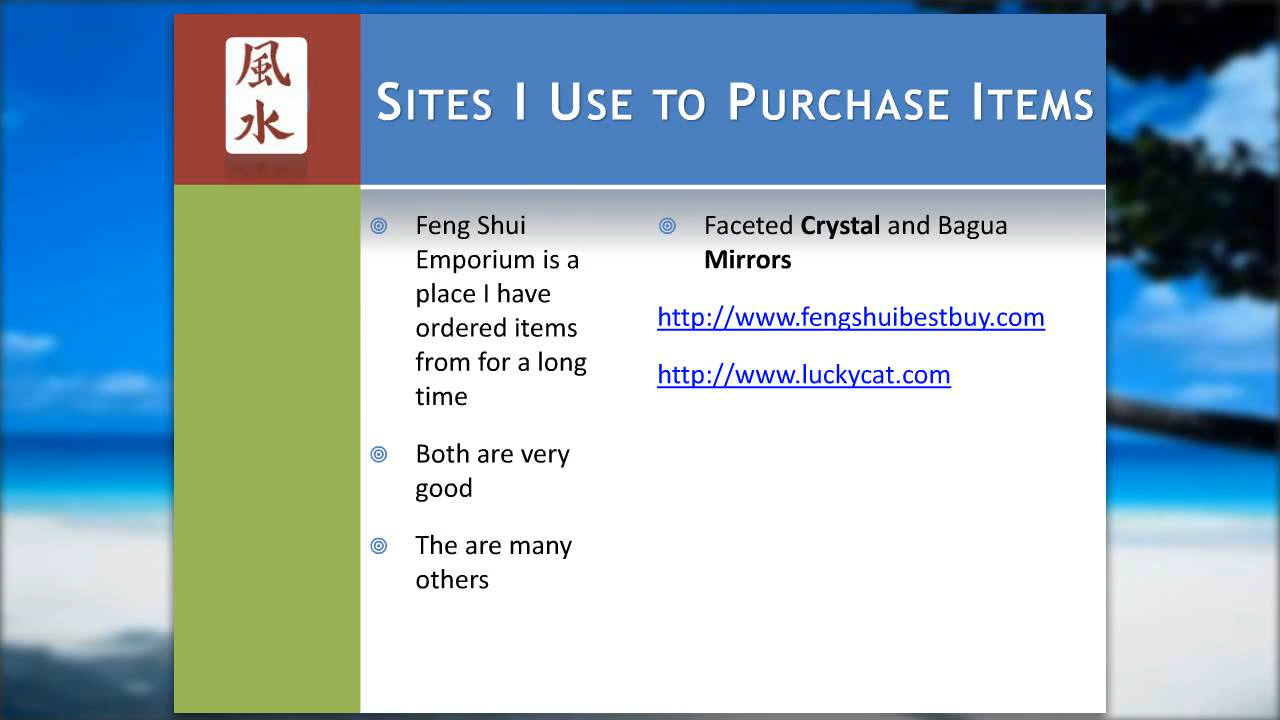 風
水
SITES I USE TO PURCHASE ITEMS
Feng Shui
Emporium is a
place I have
ordered items
from for a long
time
Both are very
good
The are many
others
Faceted Crystal and Bagua
Mirrors
http://www.fengshuibestbuy.com
http://www.luckycat.com